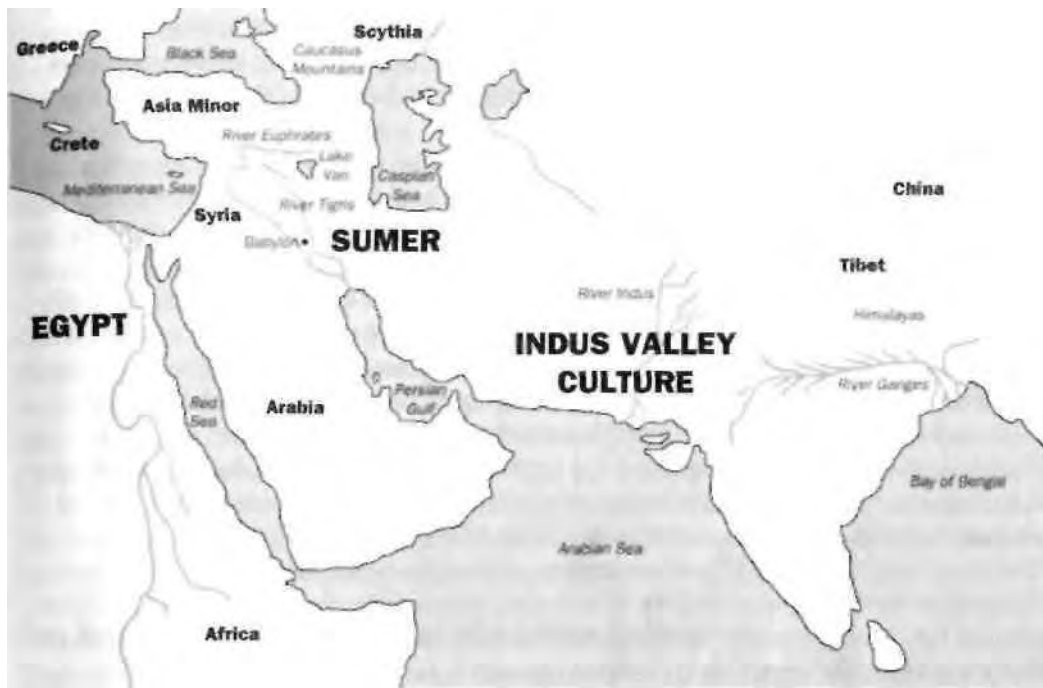 Scythia
Greece
Black Sea
Caucasus
Mountains
Asia Minor
River Euphrates
Crete
Lake
Van
Caspian
Sea
Mediterranean Sea
China
River Tigris
Syria
Babylon
SUMER
Tibet
River Indus
Himalayas
EGYPT
INDUS VALLEY
CULTURE
River Ganges
Persian
Gulf
Red
Sea
Arabia
Bay of Bengal
Arabian Sea
Africa